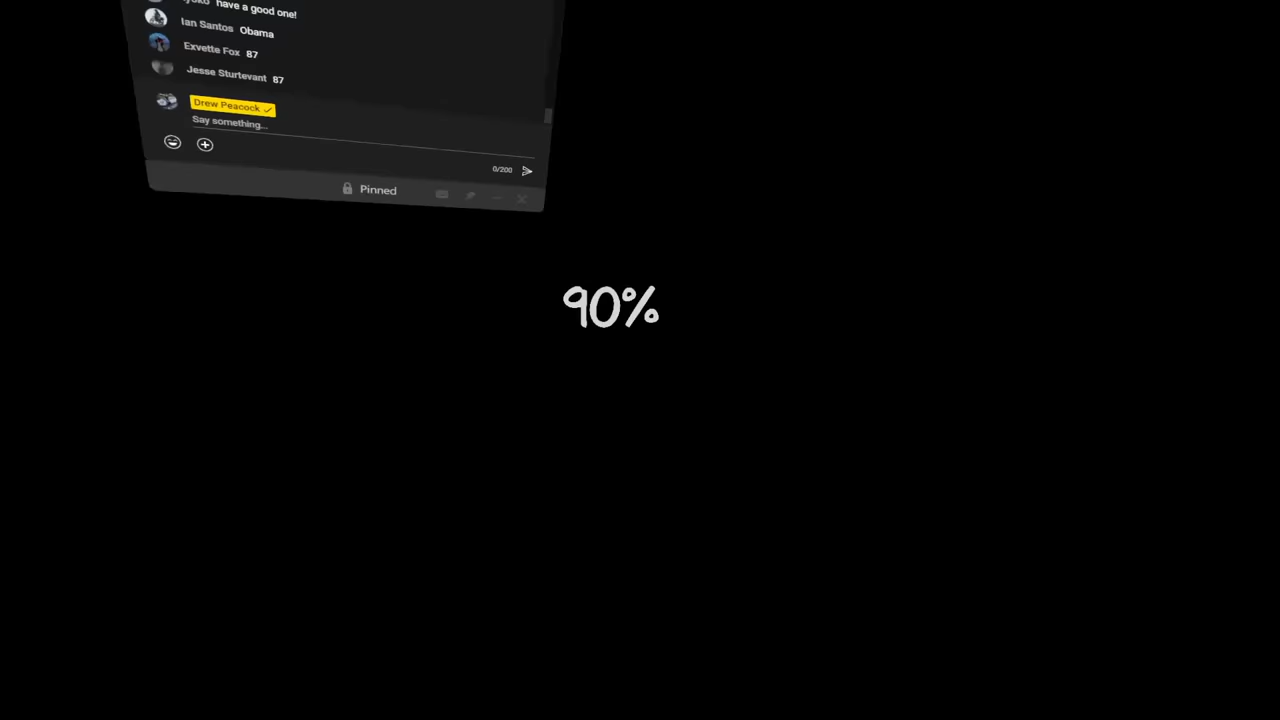 have a good one!
Ian Santos Obama
Exvette Fox 87
Jesse Sturtevant 87
Drew Peacock ✓
Say something...
0/200
Pinned
90%